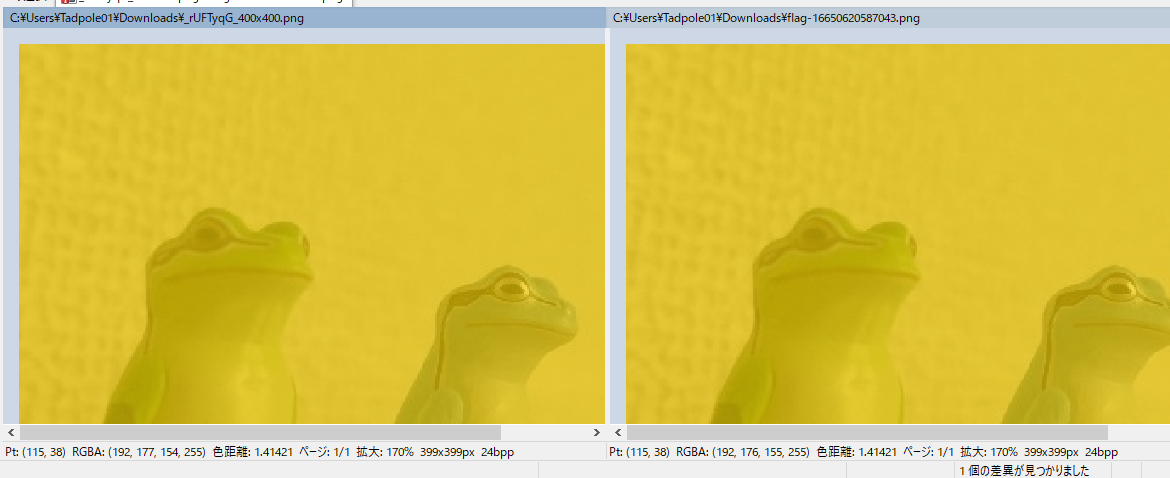 C:¥Users¥Tadpole01¥Downloads¥_rUFTyqG_400x400.png
C:¥Users¥Tadpole01¥Downloads¥flag-16650620587043.png
Pt: (115, 38) RGBA: (192, 177, 154, 255) 色距離: 1.41421 ページ: 1/1 拡大: 170% 399x399px 24bpp
Pt: (115, 38) RGBA: (192, 176, 155, 255) 色距離: 1.41421 ページ: 1/1 拡大: 170% 399x399px 24bpp
1 個の差異が見つかりました